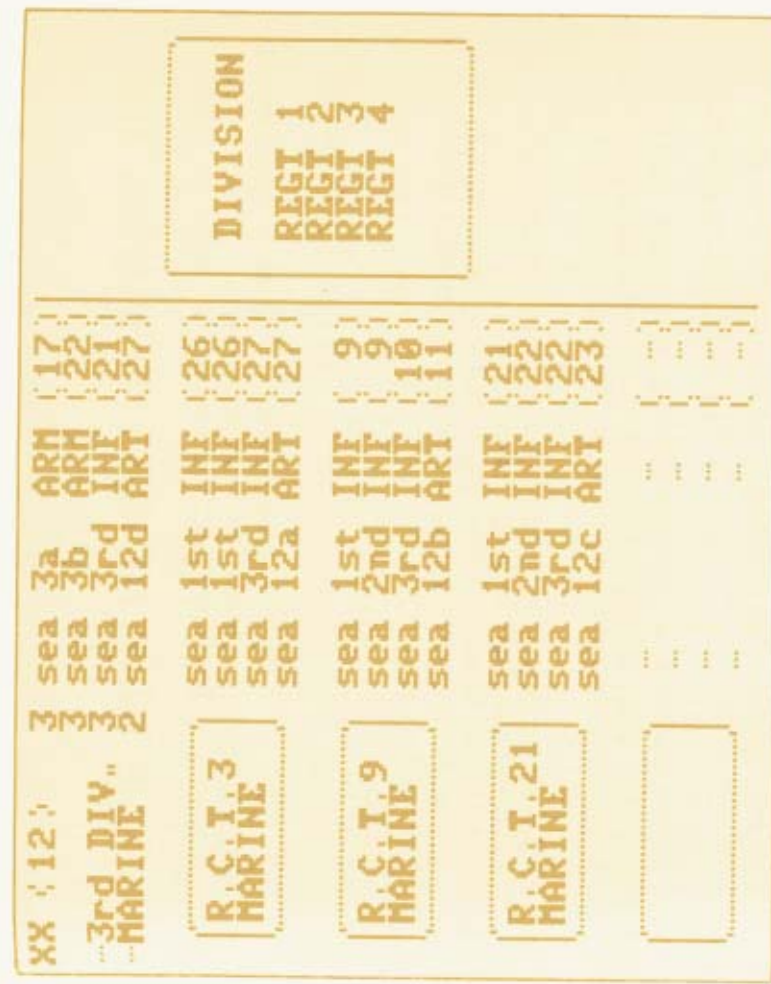 XX :12: 3 sea 3a ARM 17
3 sea 3b ARM 22
3rd DIV. 3 sea 3rd INF 21
MARINE 2 sea 12d ART 27
sea 1st INF 26
R.C.T.3 sea 1st INF 26
MARINE sea 3rd INF 27
sea 12a ART 27
sea 1st INF 9
R.C.T.9 sea 2nd INF 9
MARINE sea 3rd INF 10
sea 12b ART 11
sea 1st INF 21
R.C.T.21 sea 2nd INF 22
MARINE sea 3rd INF 22
sea 12c ART 23
DIVISION
REGT 1
REGT 2
REGT 3
REGT 4